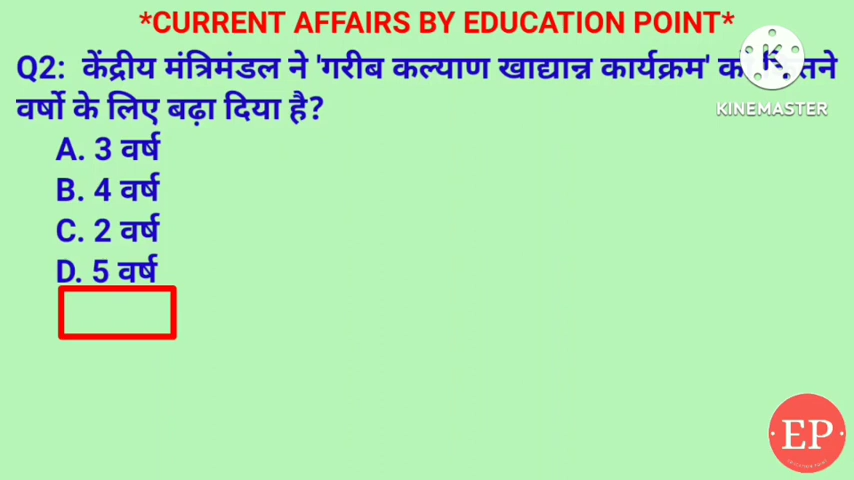 *CURRENT AFFAIRS BY EDUCATION POINT*
Q2: केंद्रीय मंत्रिमंडल ने 'गरीब कल्याण खाद्यान्न कार्यक्रम'
वर्षो के लिए बढ़ा दिया है?
A. 3 वर्ष
B. 4 वर्ष
C. 2 वर्ष
D. 5 वर्ष
K
KINEMASTER
EP